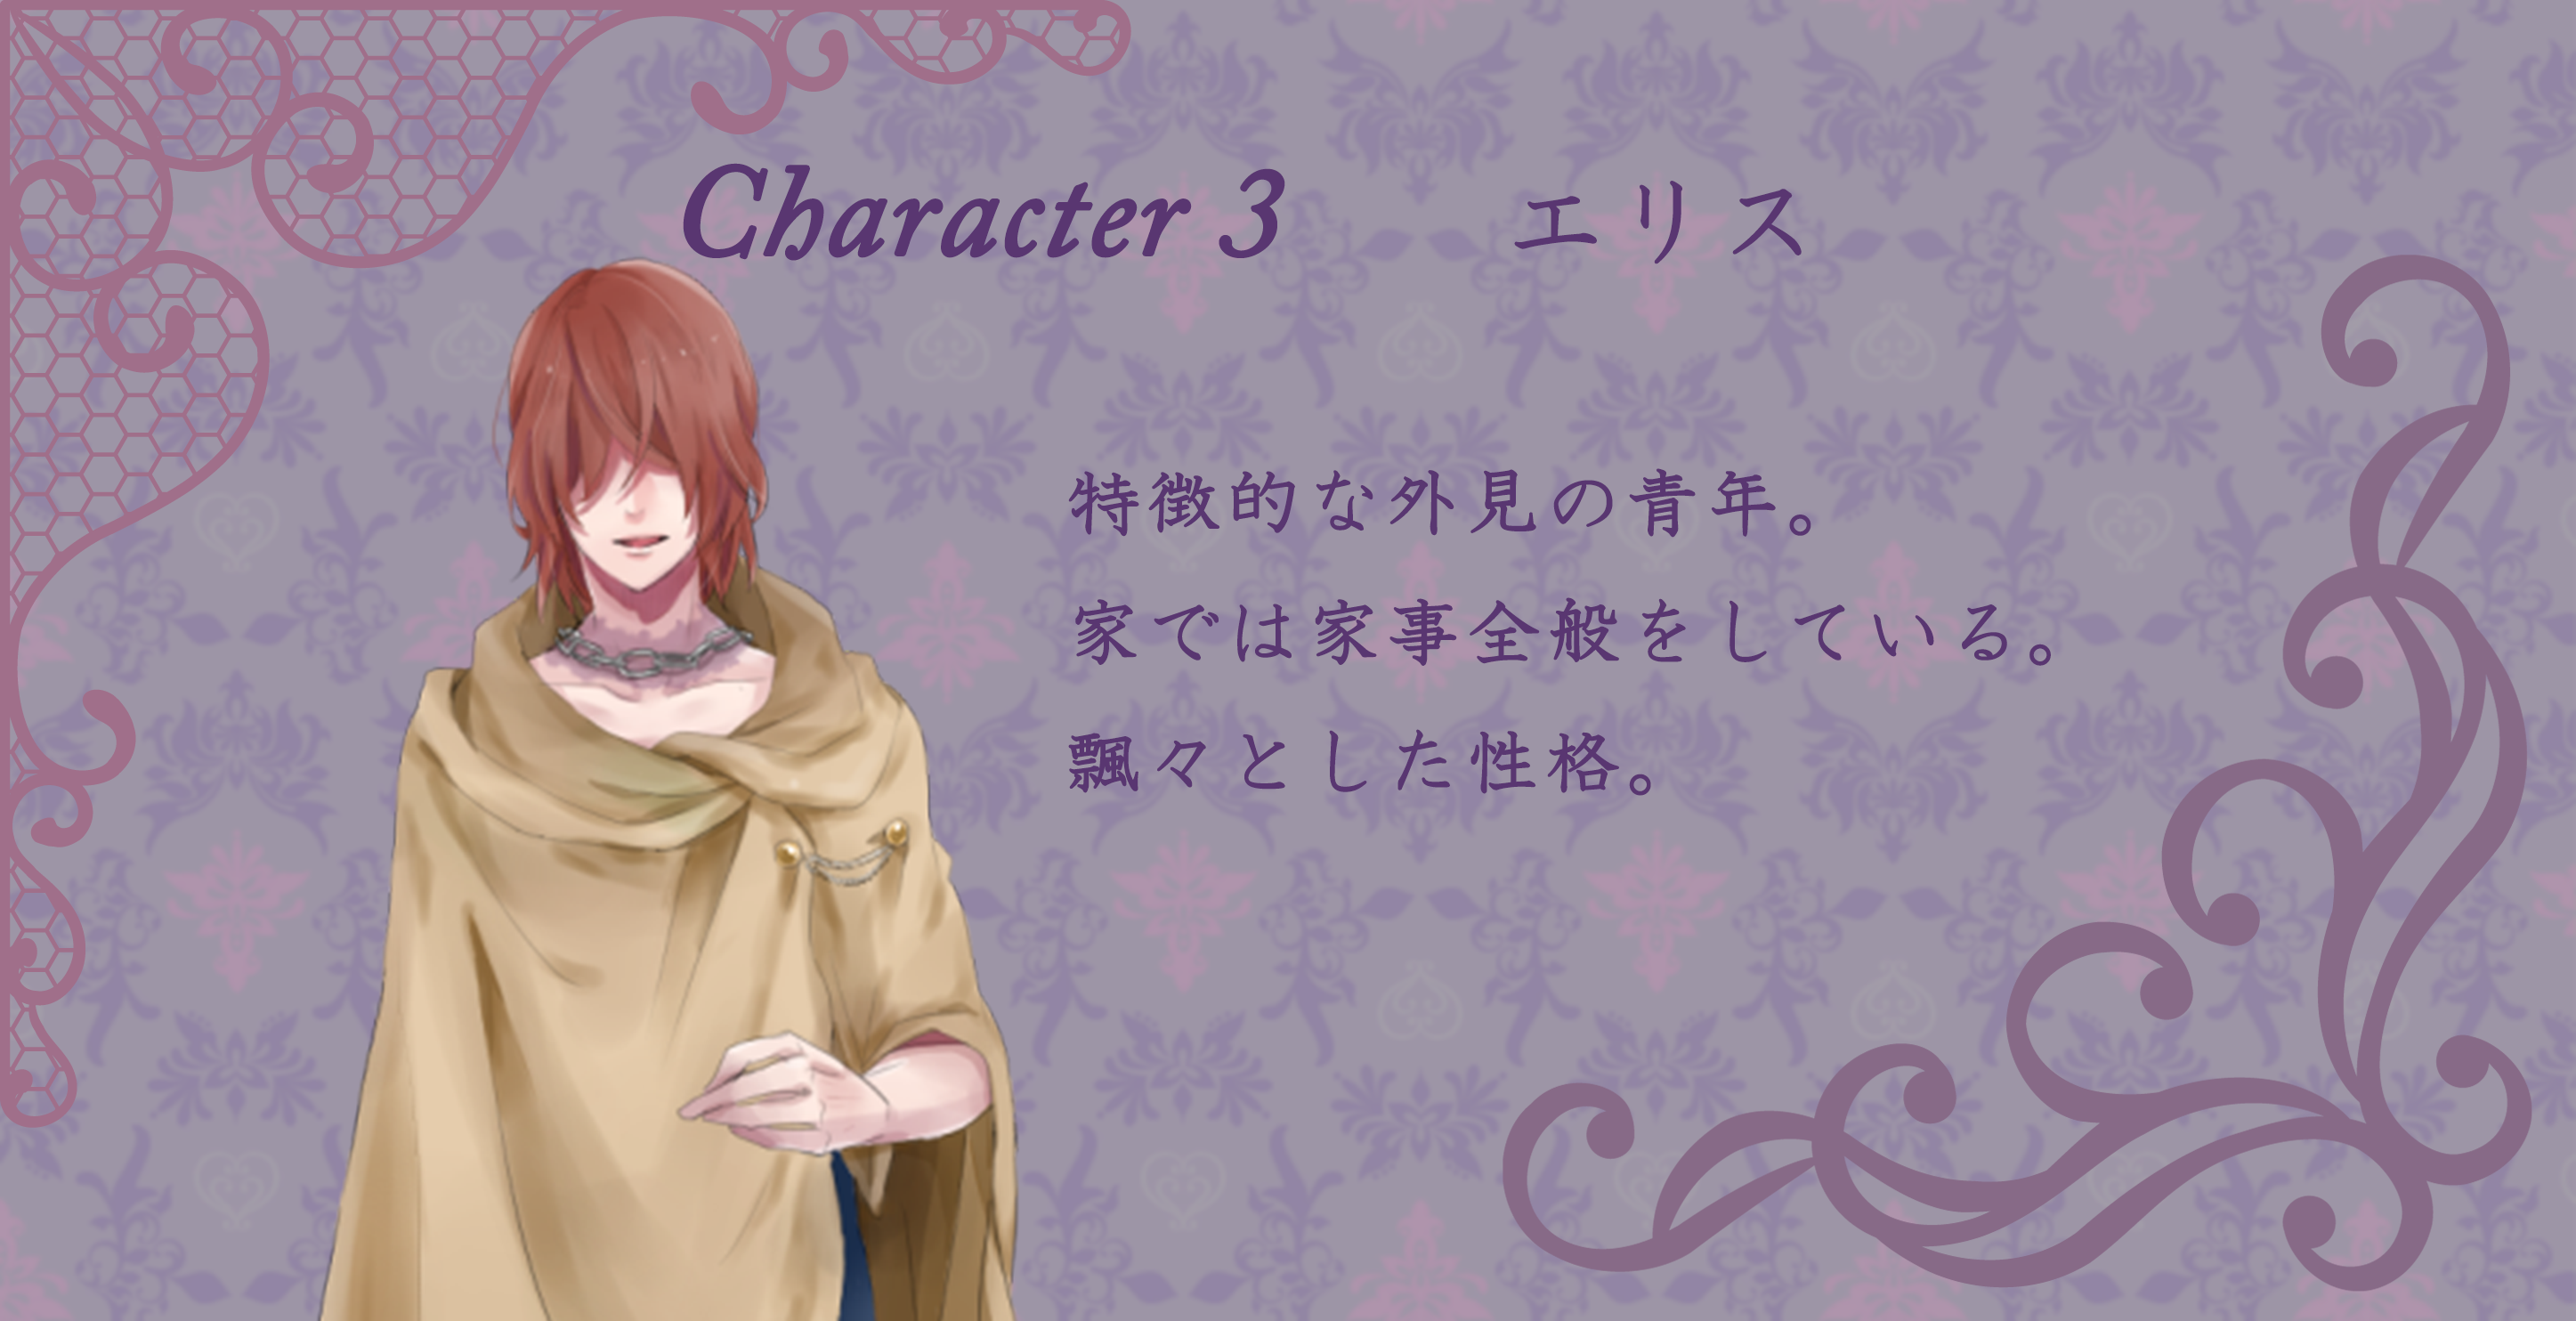 Character 3　エリス
特徴的な外見の青年。
家では家事全般をしている。
飄々とした性格。